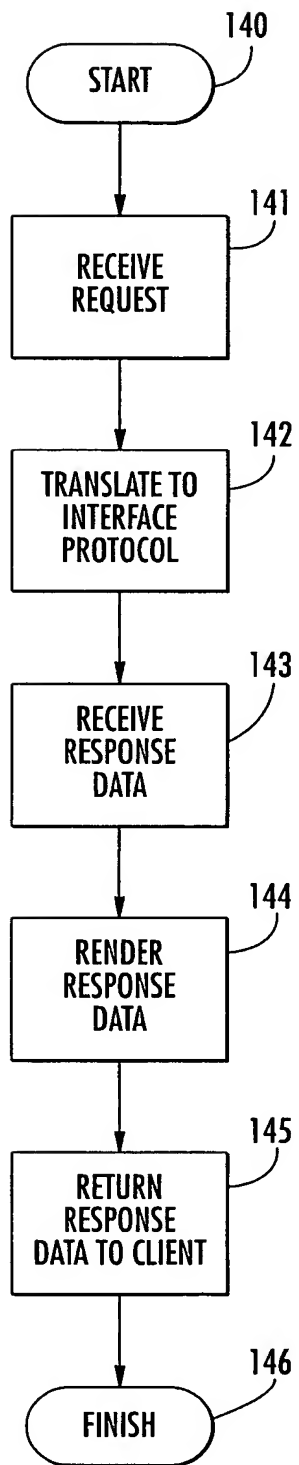 140
START
141
RECEIVE
REQUEST
142
TRANSLATE TO
INTERFACE
PROTOCOL
143
RECEIVE
RESPONSE
DATA
144
RENDER
RESPONSE
DATA
145
RETURN
RESPONSE
DATA TO CLIENT
146
FINISH